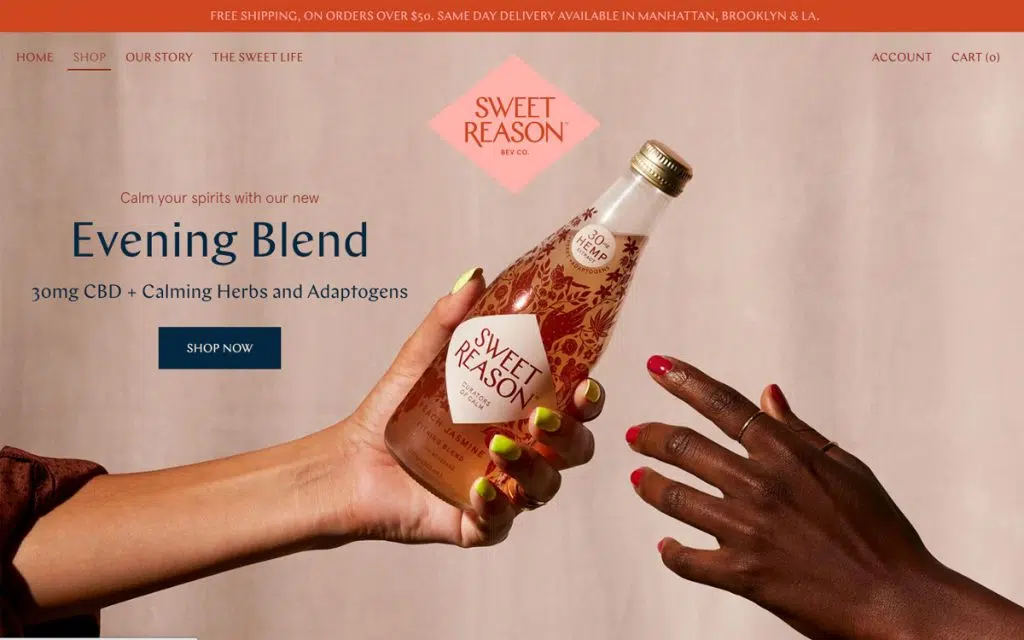 FREE SHIPPING, ON ORDERS OVER $50. SAME DAY DELIVERY AVAILABLE IN MANHATTAN, BROOKLYN & LA.
HOME SHOP OUR STORY THE SWEET LIFE ACCOUNT CART (0)
SWEET
REASON™
BEV CO.
Calm your spirits with our new
Evening Blend
30mg CBD + Calming Herbs and Adaptogens
SHOP NOW
30mg
HEMP
EXTRACT
ADAPTOGENS
SWEET
REASON
CURATORS
OF CALM
JASMINE
EVENING BLEND